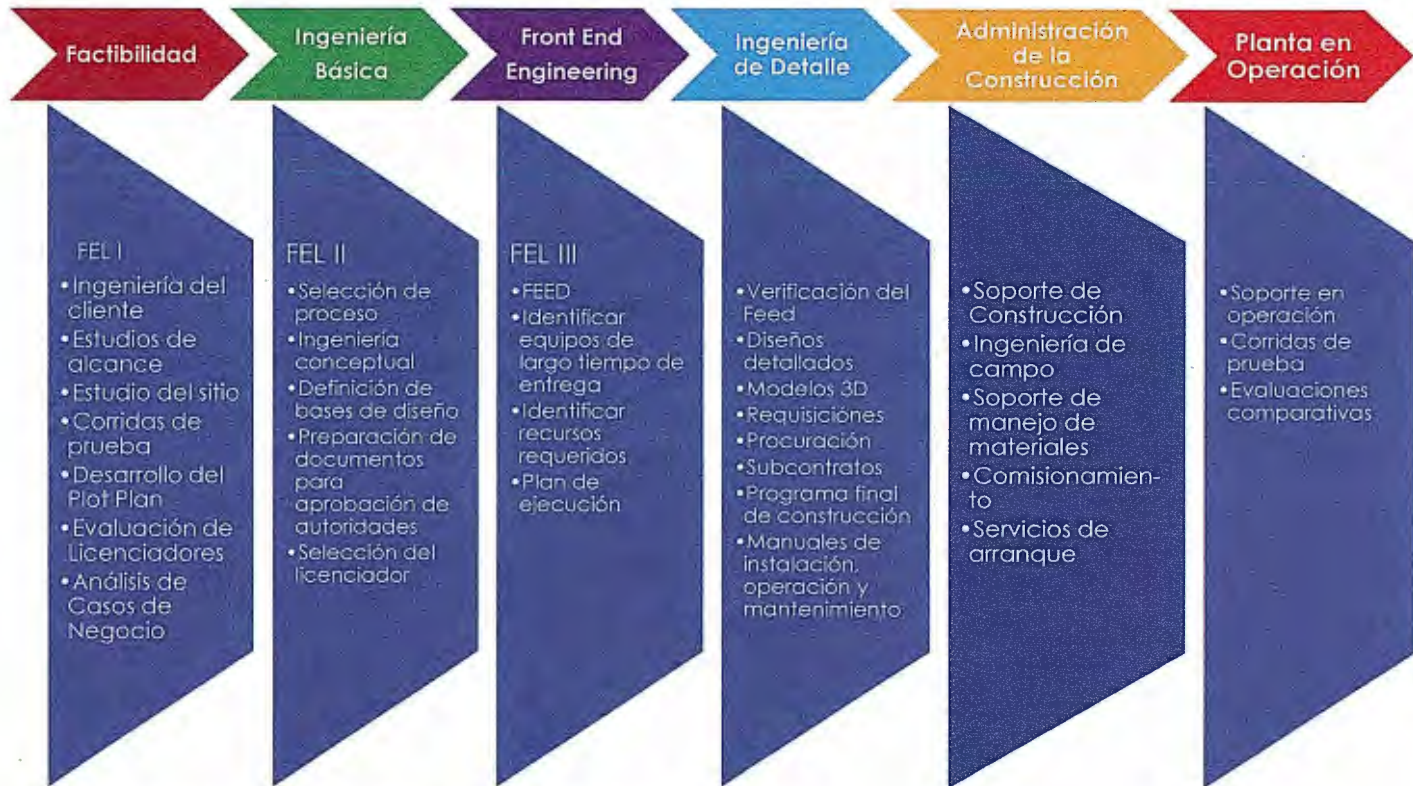 Factibilidad
Ingeniería
Básica
Front End
Engineering
Ingeniería
de Detalle
Administración
de la
Construcción
Planta en
Operación
FEL I
•Ingeniería del
cliente
•Estudios de
alcance
•Estudio del sitio
•Corridas de
prueba
•Desarrollo del
Plot Plan
•Evaluación de
Licenciadores
•Análisis de
Casos de
Negocio
FEL II
•Selección de
proceso
•Ingeniería
conceptual
•Definición de
bases de diseño
•Preparación de
documentos
para
aprobación de
autoridades
•Selección del
licenciador
FEL III
•FEED
•Identificar
equipos de
largo tiempo de
entrega
•Identificar
recursos
requeridos
•Plan de
ejecución
•Verificación del
Feed
•Diseños
detallados
•Modelos 3D
•Requisiciónes
•Procuración
•Subcontratos
•Programa final
de construcción
•Manuales de
instalación,
operación y
mantenimiento
•Soporte de
Construcción
•Ingeniería de
campo
•Soporte de
manejo de
materiales
•Comisionamien-
to
•Servicios de
arranque
•Soporte en
operación
•Corridas de
prueba
•Evaluaciones
comparativas